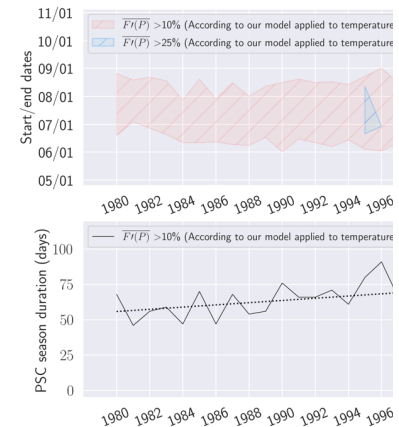 11/01
10/01
09/01
08/01
07/01
06/01
05/01
Start/end dates
F′(P) >10% (According to our model applied to temperature
F′(P) >25% (According to our model applied to temperature
1980 1982 1984 1986 1988 1990 1992 1994 1996
PSC season duration (days)
100
75
50
25
0
F′(P) >10% (According to our model applied to temperature
1980 1982 1984 1986 1988 1990 1992 1994 1996